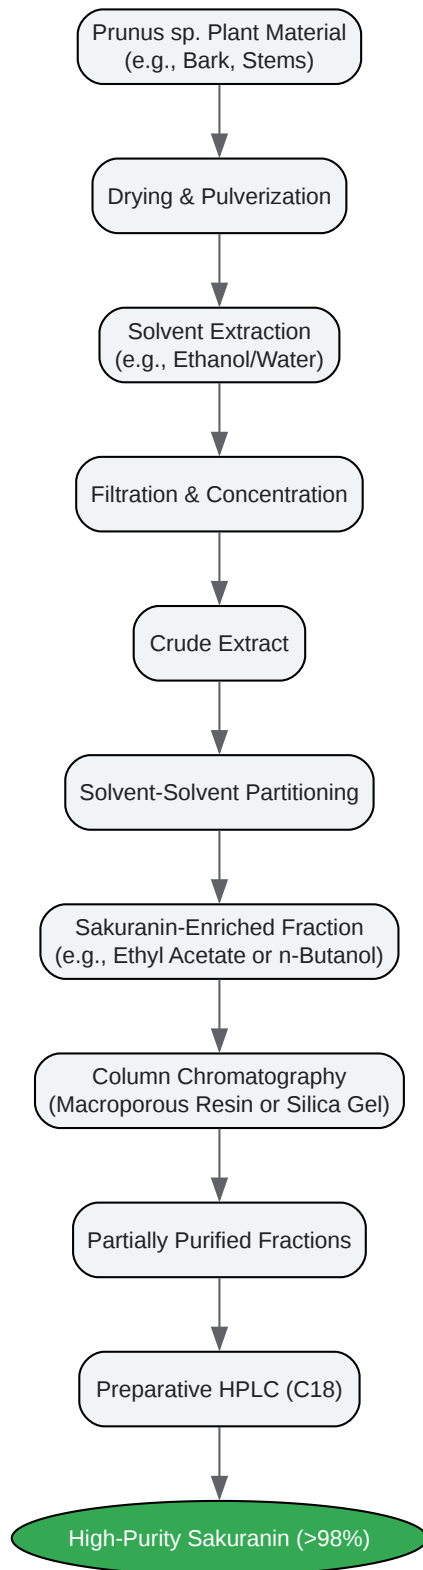 Prunus sp. Plant Material
(e.g., Bark, Stems)
Drying & Pulverization
Solvent Extraction
(e.g., Ethanol/Water)
Filtration & Concentration
Crude Extract
Solvent-Solvent Partitioning
Sakuranin-Enriched Fraction
(e.g., Ethyl Acetate or n-Butanol)
Column Chromatography
(Macroporous Resin or Silica Gel)
Partially Purified Fractions
Preparative HPLC (C18)
High-Purity Sakuranin (>98%)